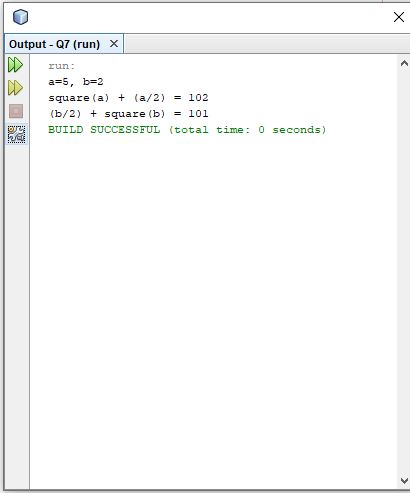 Output - Q7 (run)
run:
a=5, b=2
square(a) + (a/2) = 102
(b/2) + square(b) = 101
BUILD SUCCESSFUL (total time: 0 seconds)